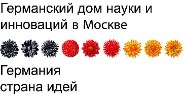 Германский дом науки и
инноваций в Москве
Германия
страна идей